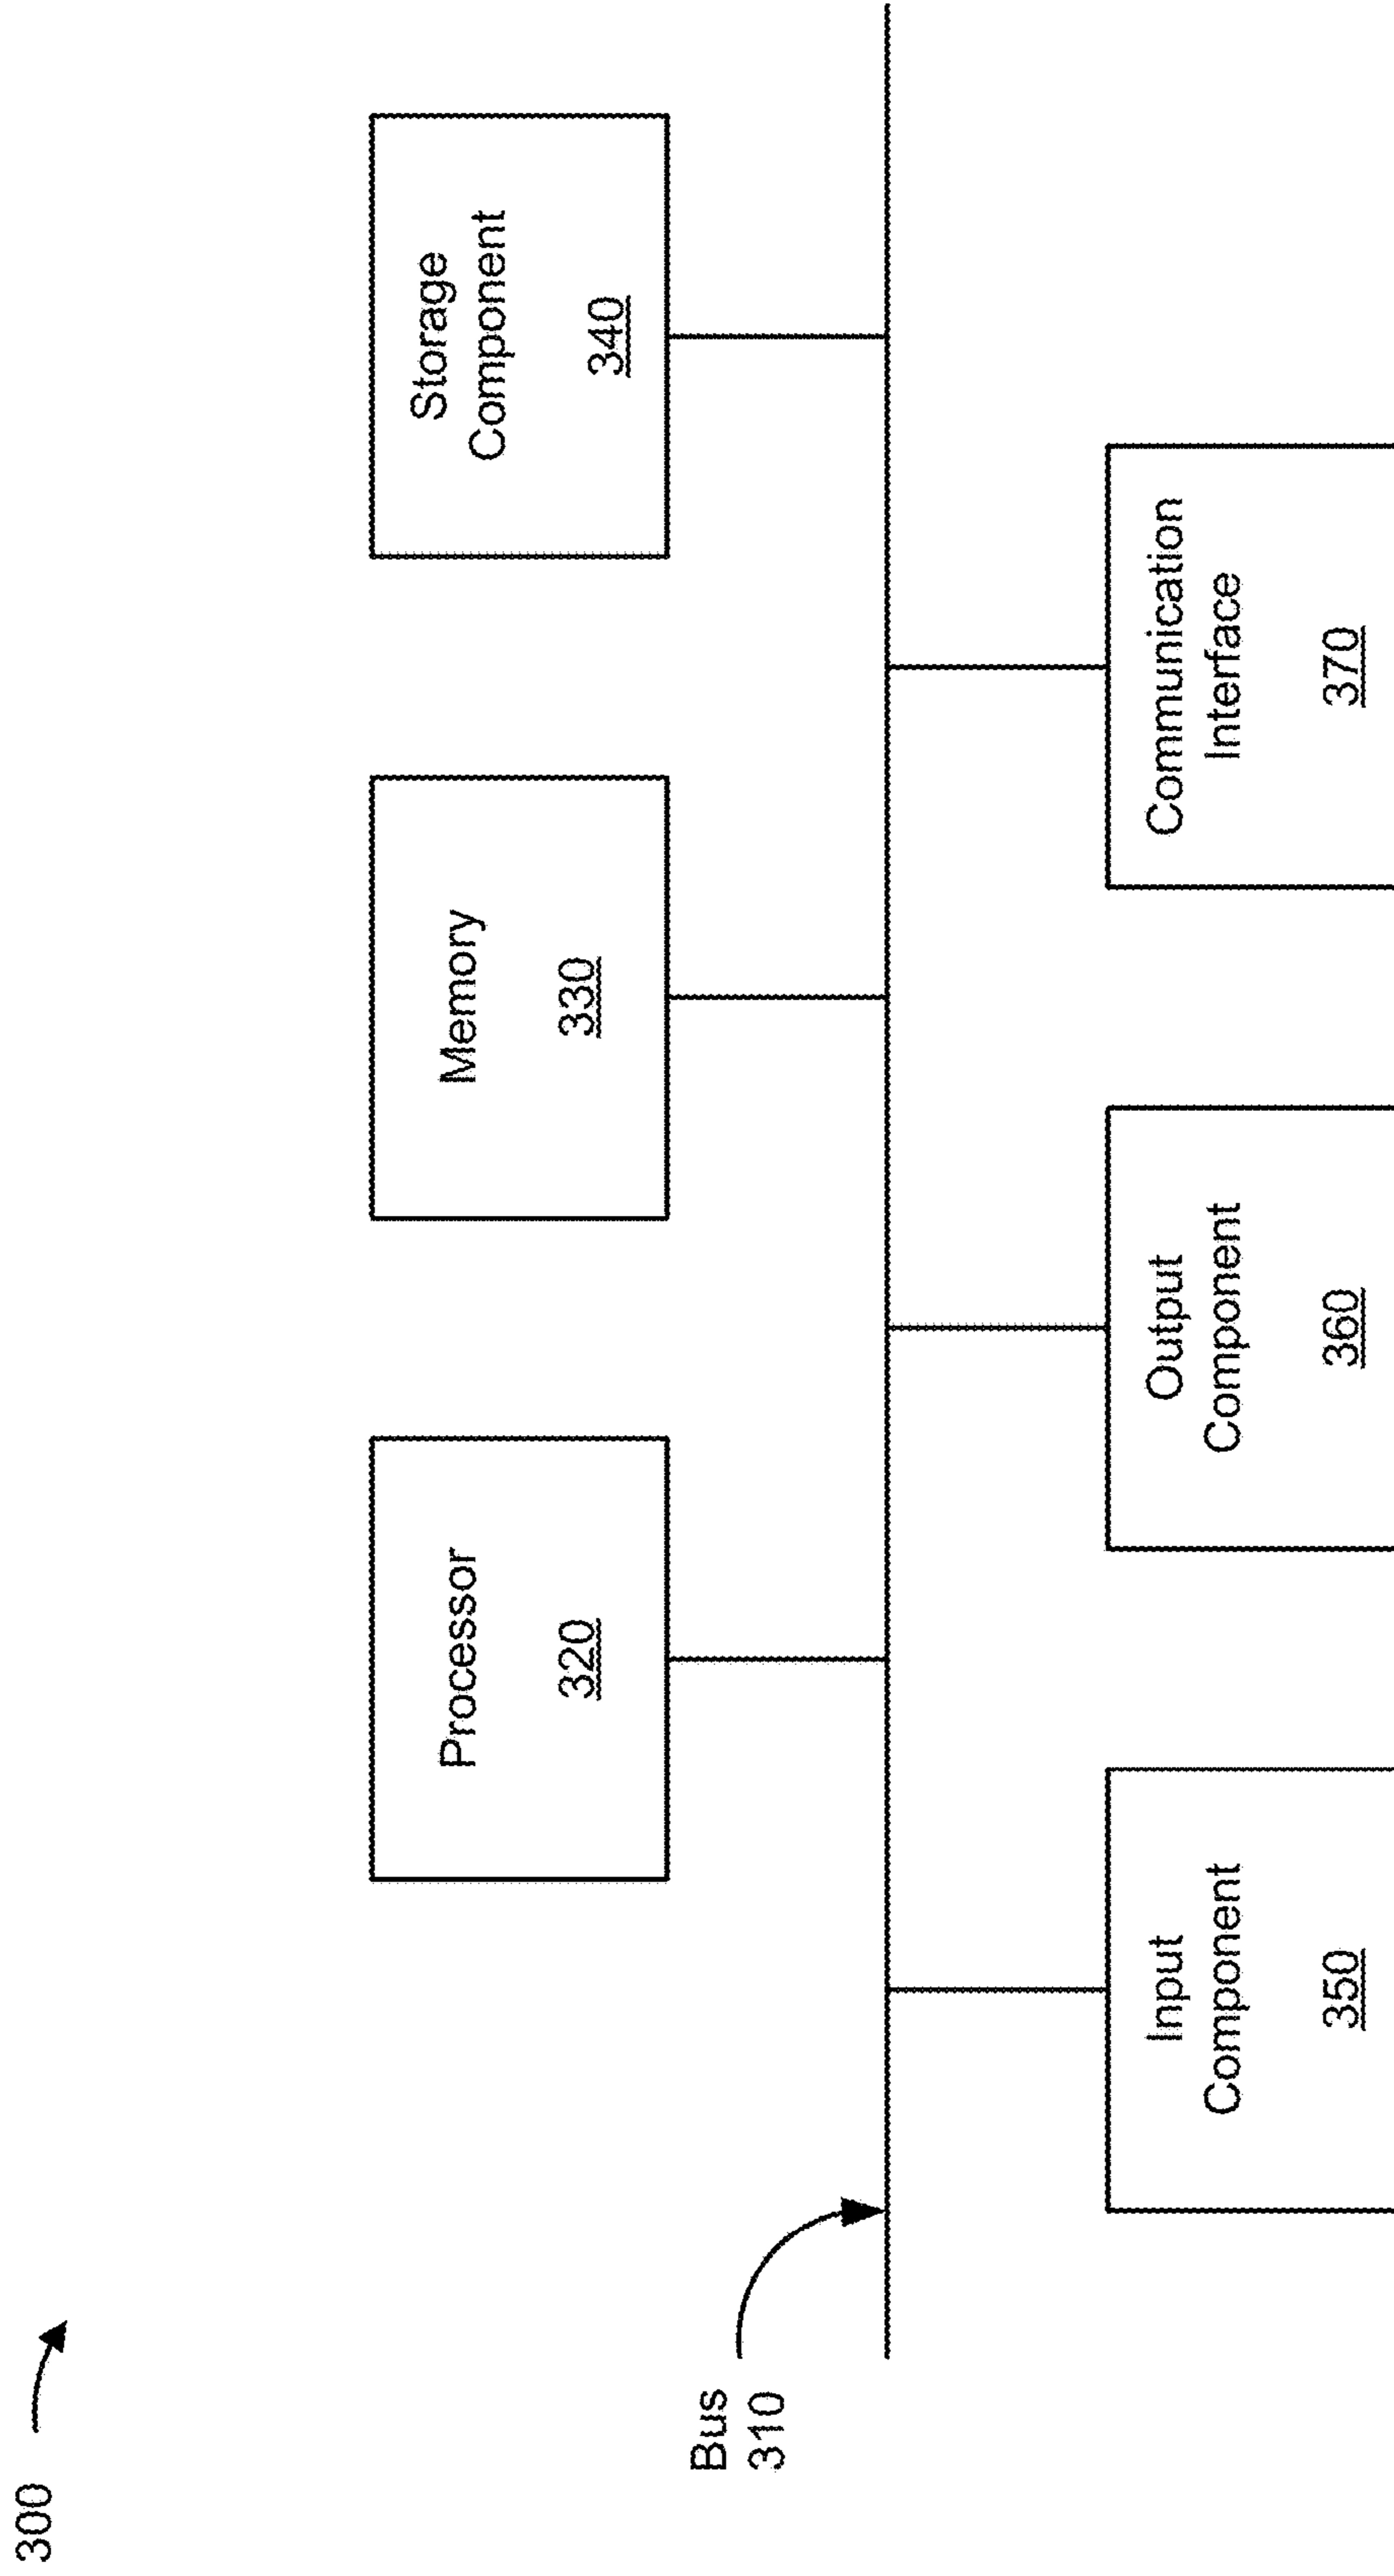 300
Processor
320
Memory
330
Storage
Component
340
Bus
310
Input
Component
350
Output
Component
360
Communication
Interface
370